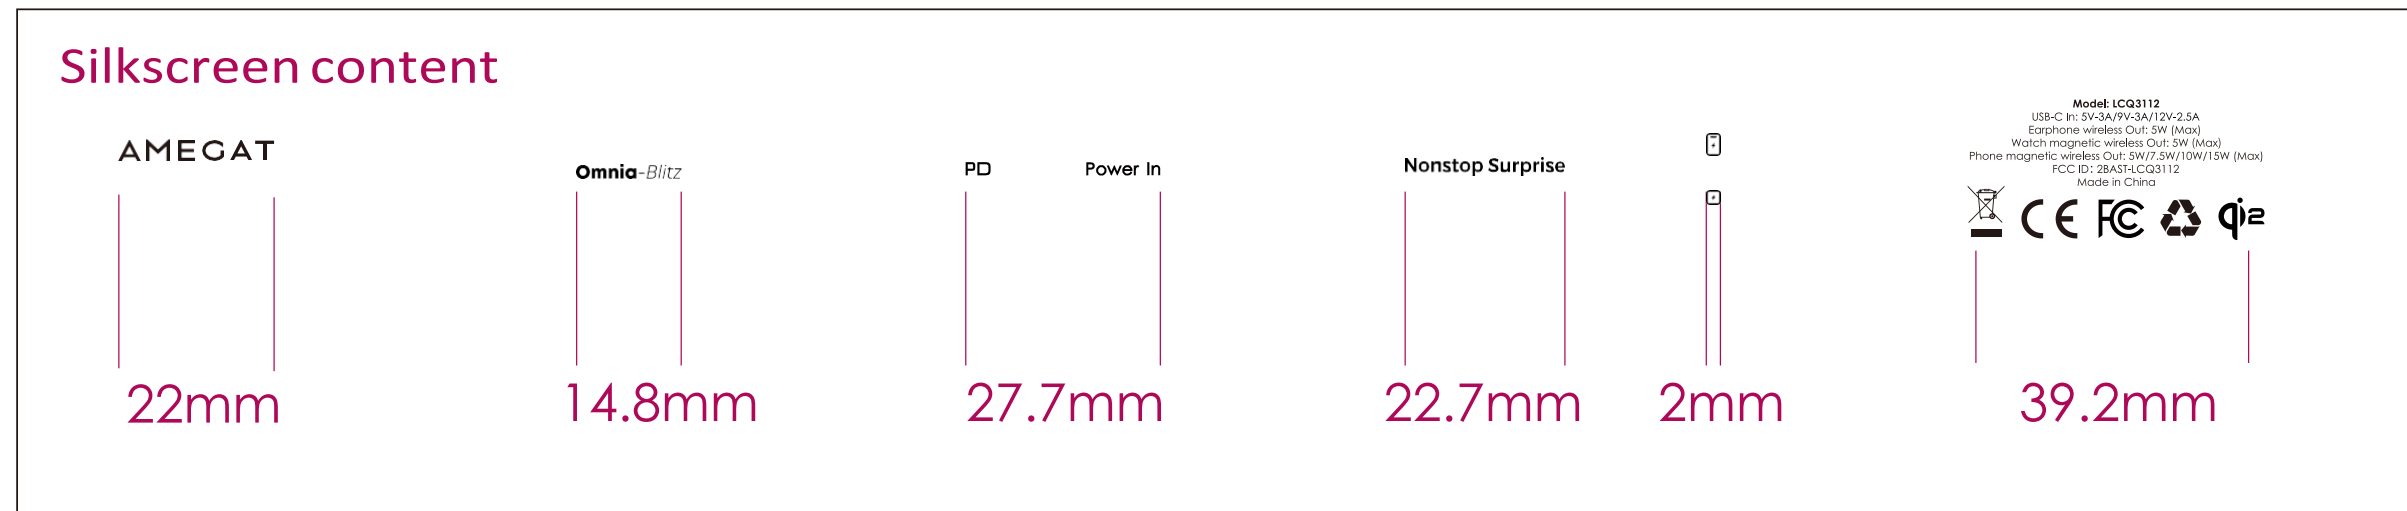 Silkscreen content
AMEGAT
Omnia-Blitz
PD
Power In
Nonstop Surprise
Model: LCQ3112
USB-C In: 5V-3A/9V-3A/12V-2.5A
Earphone wireless Out: 5W (Max)
Watch magnetic wireless Out: 5W (Max)
Phone magnetic wireless Out: 5W/7.5W/10W/15W (Max)
FCC ID: 2BAST-LCQ3112
Made in China
CE FC qi2
22mm
14.8mm
27.7mm
22.7mm
2mm
39.2mm